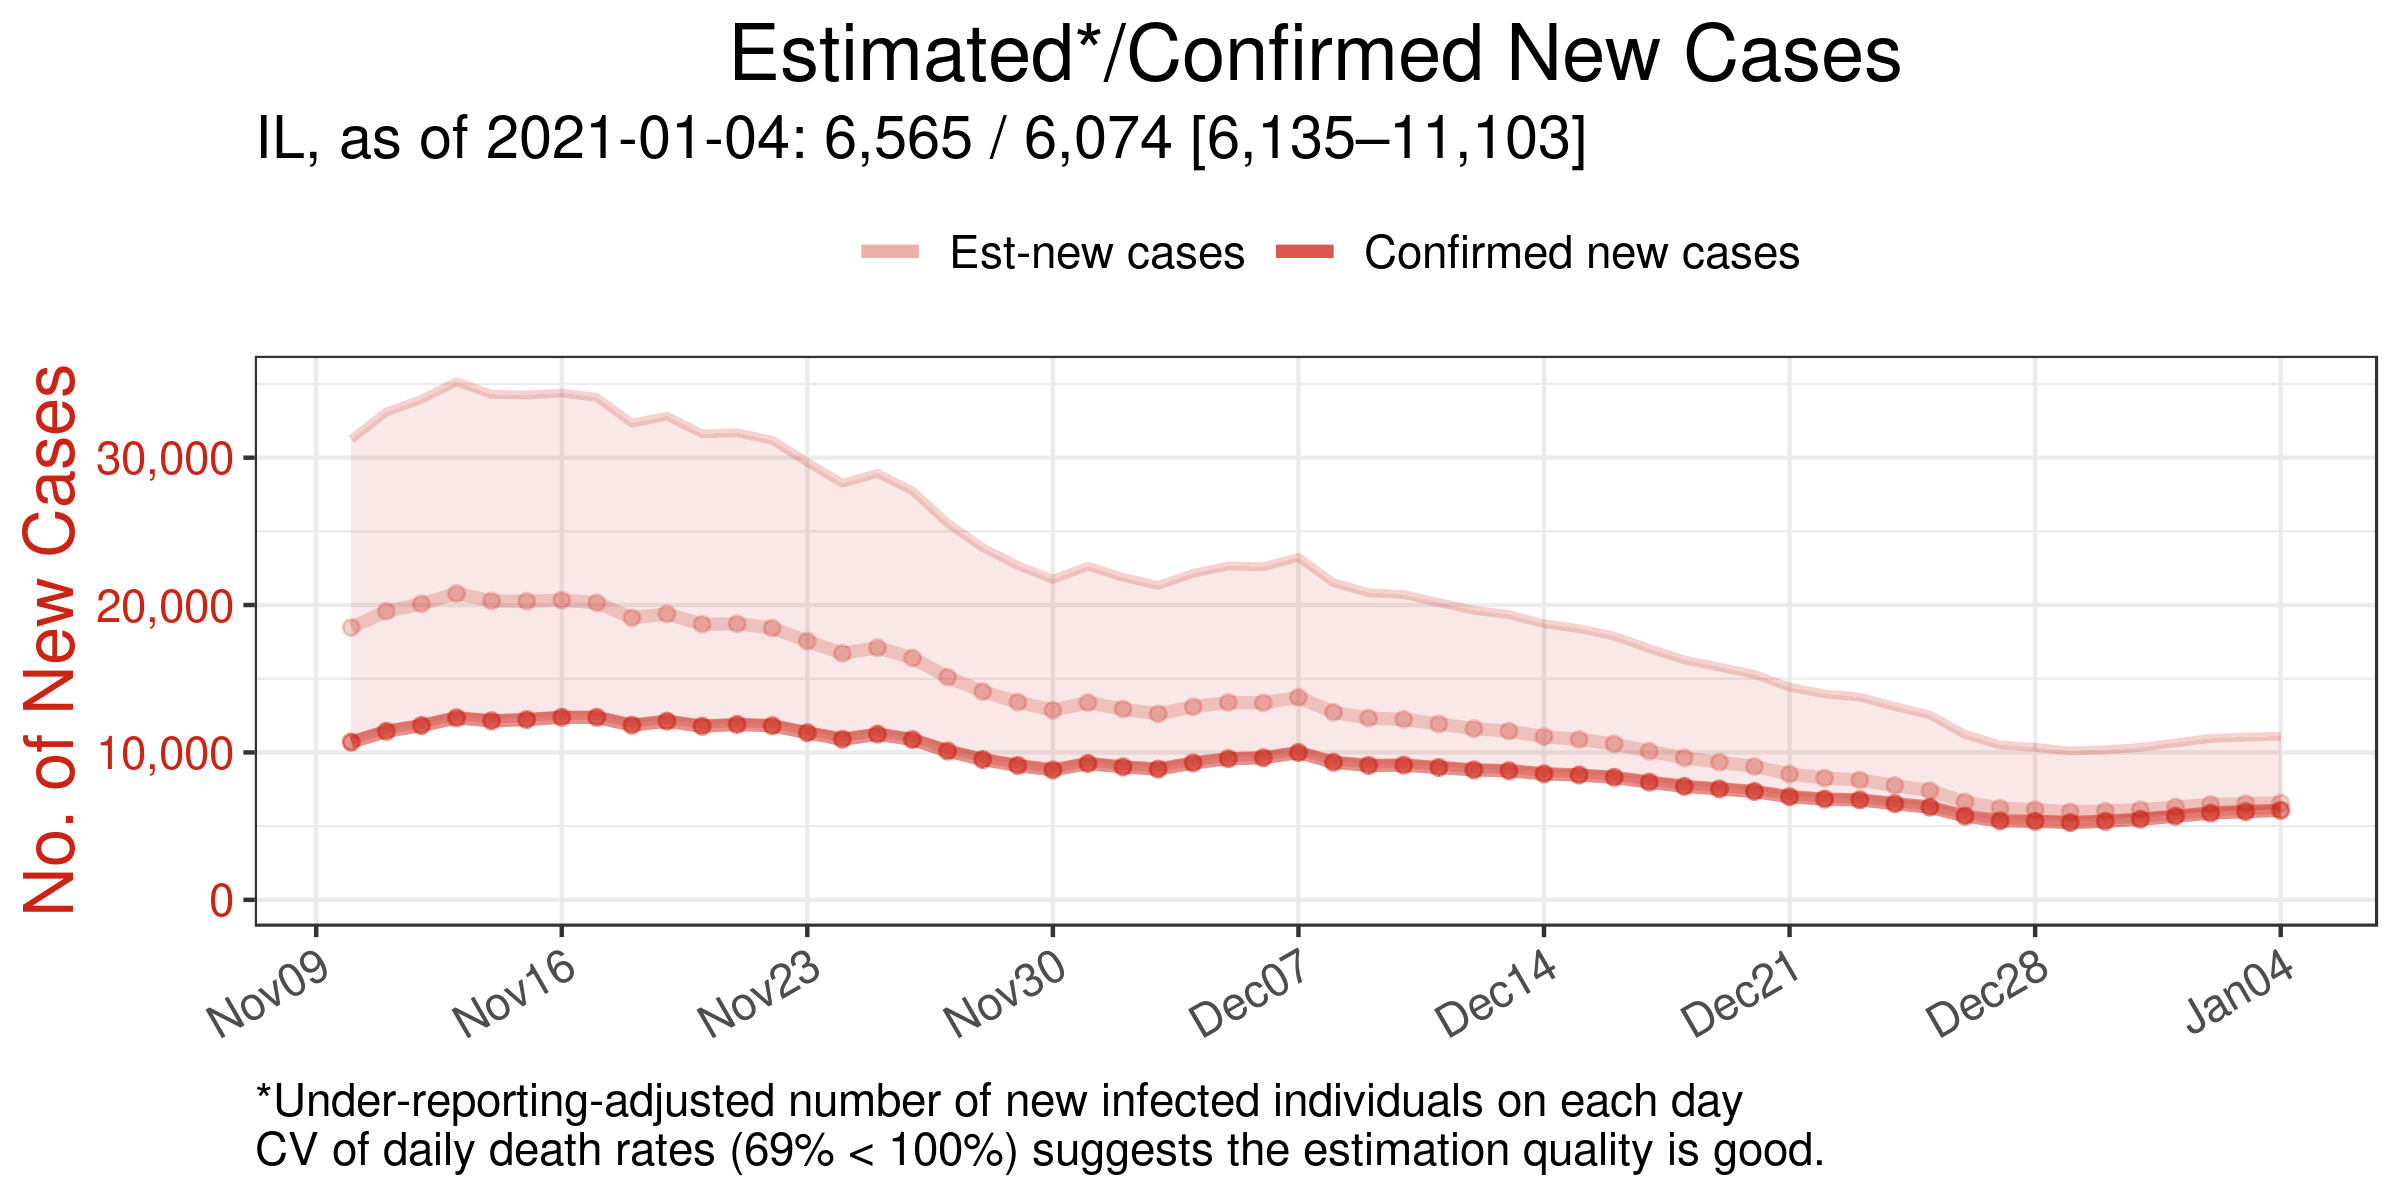 Estimated*/Confirmed New Cases
IL, as of 2021-01-04: 6,565 / 6,074 [6,135–11,103]
Est-new cases Confirmed new cases
No. of New Cases
30,000
20,000
10,000
0
Nov09 Nov16 Nov23 Nov30 Dec07 Dec14 Dec21 Dec28 Jan04
*Under-reporting-adjusted number of new infected individuals on each day
CV of daily death rates (69% < 100%) suggests the estimation quality is good.